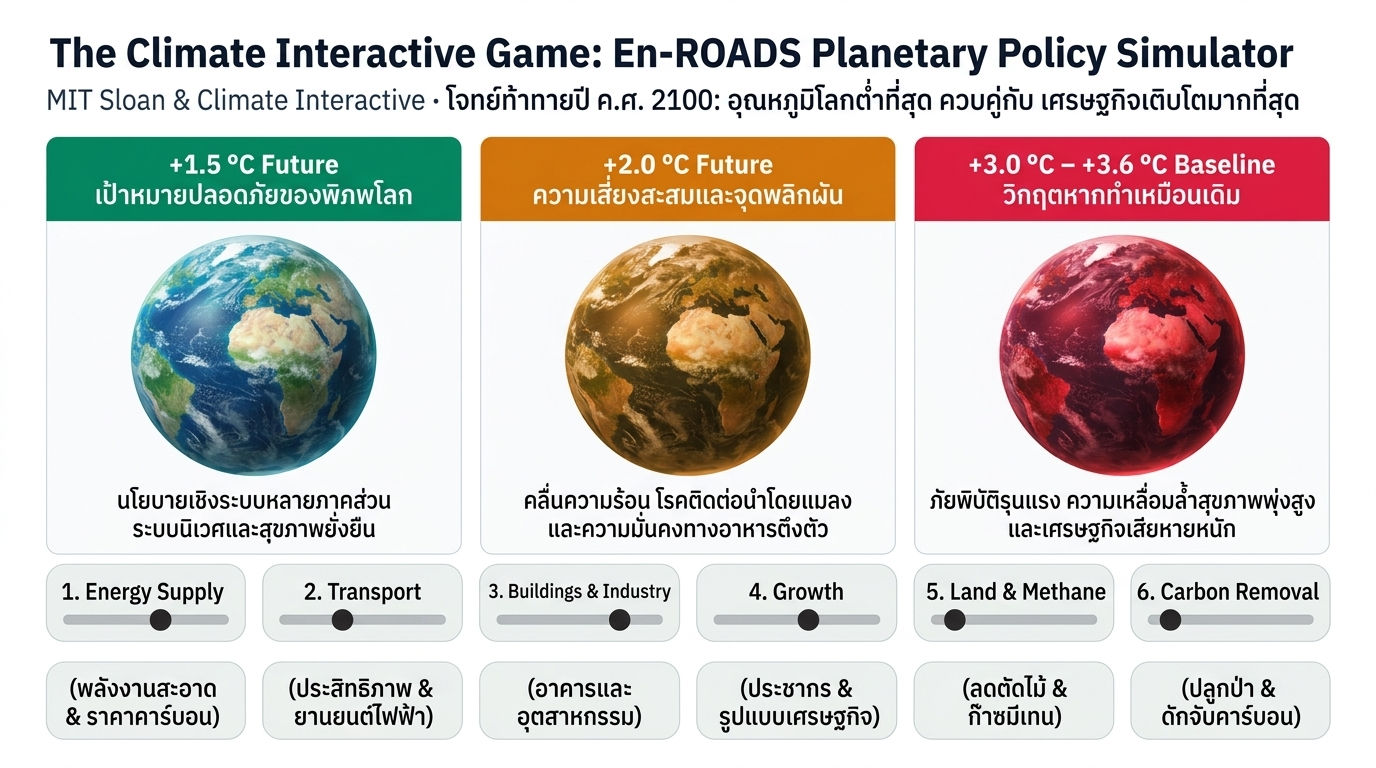 The Climate Interactive Game: En-ROADS Planetary Policy Simulator
MIT Sloan & Climate Interactive · โจทย์ท้าทายปี ค.ศ. 2100: อุณหภูมิโลกต่ำที่สุด ควบคู่กับ เศรษฐกิจเติบโตมากที่สุด
+1.5 °C Future
เป้าหมายปลอดภัยของพิภพโลก
นโยบายเชิงระบบหลายภาคส่วน
ระบบนิเวศและสุขภาพยั่งยืน
+2.0 °C Future
ความเสี่ยงสะสมและจุดพลิกผัน
คลื่นความร้อน โรคติดต่อนำโดยแมลง
และความมั่นคงทางอาหารตึงตัว
+3.0 °C – +3.6 °C Baseline
วิกฤตหากทำเหมือนเดิม
ภัยพิบัติรุนแรง ความเหลื่อมล้ำสุขภาพพุ่งสูง
และเศรษฐกิจเสียหายหนัก
1. Energy Supply
2. Transport
3. Buildings & Industry
4. Growth
5. Land & Methane
6. Carbon Removal
(พลังงานสะอาด
& ราคาคาร์บอน)
(ประสิทธิภาพ &
ยานยนต์ไฟฟ้า)
(อาคารและ
อุตสาหกรรม)
(ประชากร &
รูปแบบเศรษฐกิจ)
(ลดตัดไม้ &
ก๊าซมีเทน)
(ปลูกป่า &
ดักจับคาร์บอน)